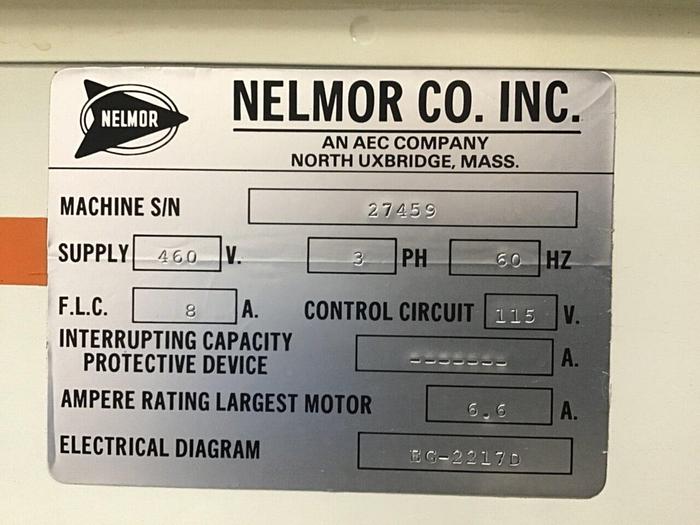 NELMOR
NELMOR CO. INC.
AN AEC COMPANY
NORTH UXBRIDGE, MASS.
MACHINE S/N 27459
SUPPLY 460 V. 3 PH 60 HZ
F.L.C. 8 A. CONTROL CIRCUIT 115 V.
INTERRUPTING CAPACITY
PROTECTIVE DEVICE ------- A.
AMPERE RATING LARGEST MOTOR 6.6 A.
ELECTRICAL DIAGRAM EG-2217D